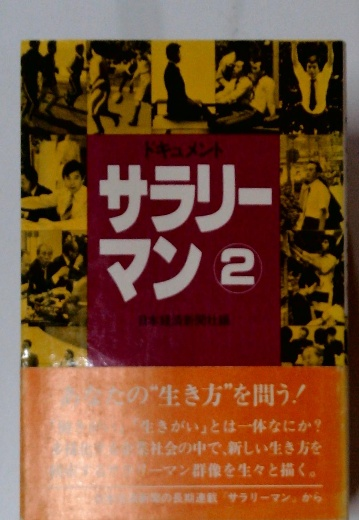 ドキュメント
サラリー
マン②
日本経済新聞社編
あなたの“生き方”を問う!
「生きがい」とは一体なにか?
企業社会の中で、新しい生き方を
サラリーマン群像を生々と描く。
新聞の長期連載「サラリーマン」から